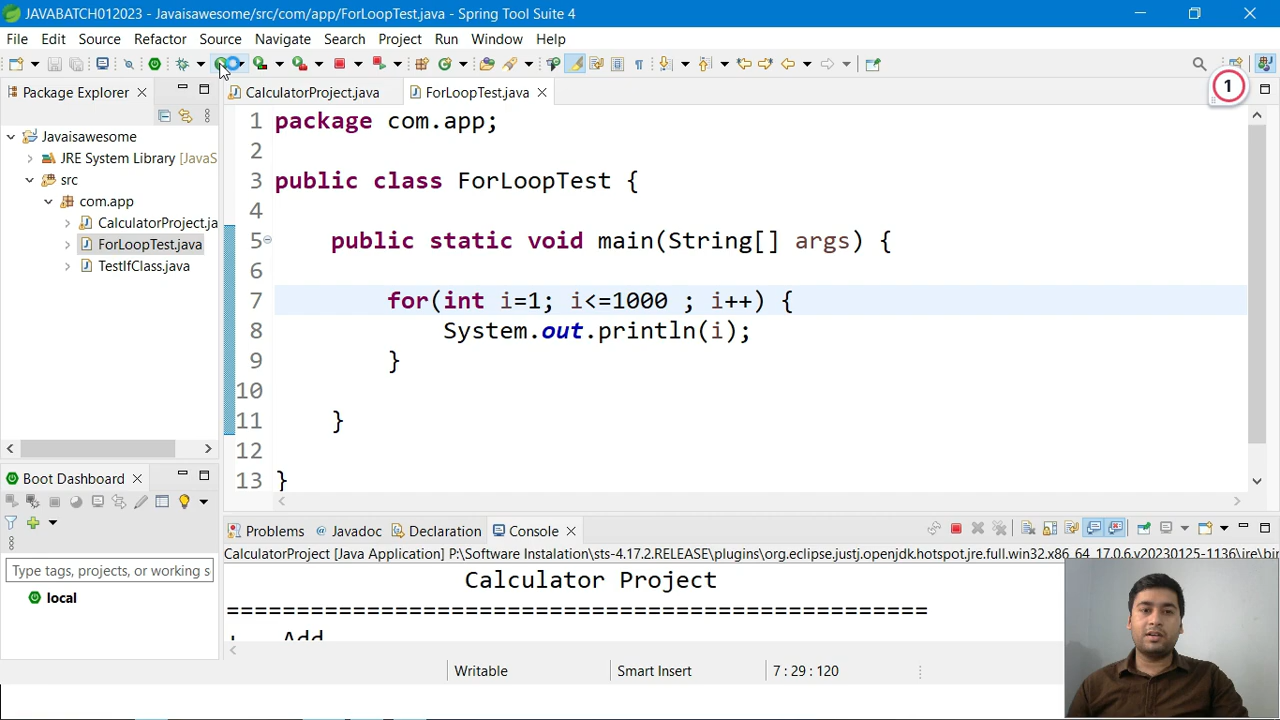 JAVABATCH012023 - Javaisawesome/src/com/app/ForLoopTest.java - Spring Tool Suite 4
File Edit Source Refactor Source Navigate Search Project Run Window Help
Package Explorer
CalculatorProject.java
ForLoopTest.java
1
Javaisawesome
JRE System Library [JavaS
src
com.app
CalculatorProject.ja
ForLoopTest.java
TestIfClass.java
1 package com.app;
2
3 public class ForLoopTest {
4
5 public static void main(String[] args) {
6
7 for(int i=1; i<=1000 ; i++) {
8 System.out.println(i);
9 }
10
11 }
12
13 }
Boot Dashboard
Type tags, projects, or working s
local
Problems Javadoc Declaration Console
CalculatorProject [Java Application] P:\Software Instalation\sts-4.17.2.RELEASE\plugins\org.eclipse.justj.openjdk.hotspot.jre.full.win32.x86_64_17.0.6.v20230125-1136\jre\bin
Calculator Project
==================================================
+ Add
Writable Smart Insert 7 : 29 : 120